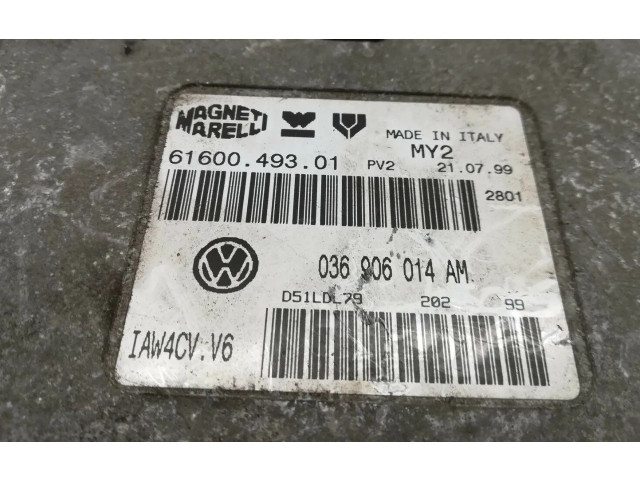 MAGNETI MARELLI
MADE IN ITALY
61600.493.01 PV2 MY2 21.07.99
2801
036 906 014 AM
D51LDL79 202 99
IAW4CV.V6